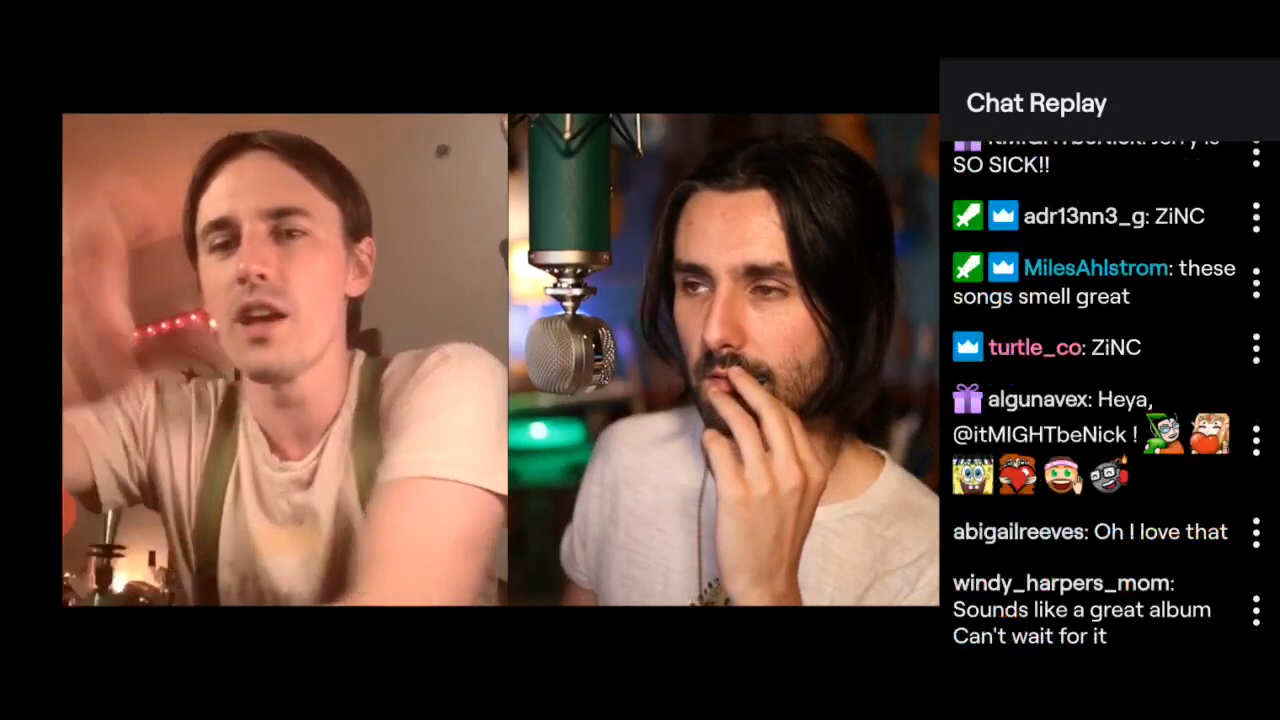 Chat Replay
SO SICK!!
adr13nn3_g: ZiNC
MilesAhlstrom: these
songs smell great
turtle_co: ZiNC
algunavex: Heya,
@itMIGHTbeNick !
abigailreeves: Oh I love that
windy_harpers_mom:
Sounds like a great album
Can't wait for it